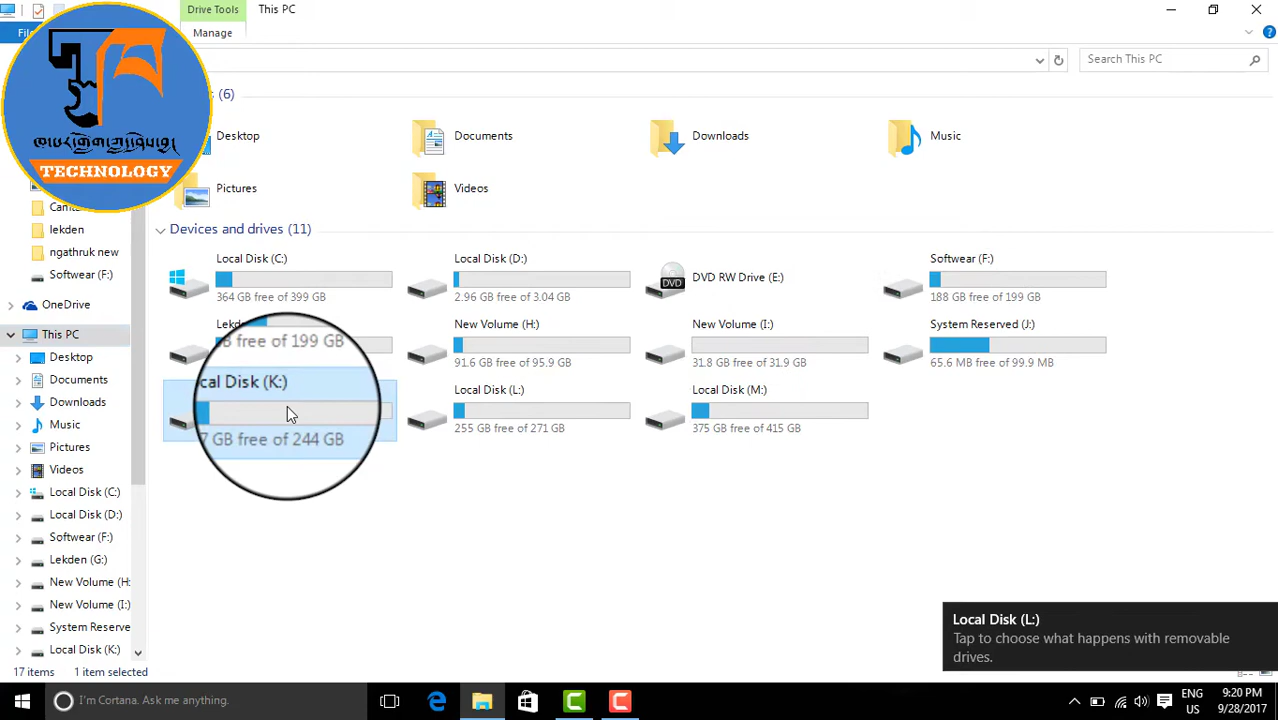 Drive Tools
This PC
Manage
Search This PC
(6)
Desktop
Documents
Downloads
Music
Pictures
Videos
Devices and drives (11)
Local Disk (C:)
364 GB free of 399 GB
Local Disk (D:)
2.96 GB free of 3.04 GB
DVD RW Drive (E:)
Softwear (F:)
188 GB free of 199 GB
New Volume (H:)
91.6 GB free of 95.9 GB
New Volume (I:)
31.8 GB free of 31.9 GB
System Reserved (J:)
65.6 MB free of 99.9 MB
free of 199 GB
cal Disk (K:)
7 GB free of 244 GB
Local Disk (L:)
255 GB free of 271 GB
Local Disk (M:)
375 GB free of 415 GB
TECHNOLOGY
lekden
ngathruk new
Softwear (F:)
OneDrive
This PC
Desktop
Documents
Downloads
Music
Pictures
Videos
Local Disk (C:)
Local Disk (D:)
Softwear (F:)
Lekden (G:)
New Volume (H:
New Volume (I:)
System Reserve
Local Disk (K:)
17 items
1 item selected
Local Disk (L:)
Tap to choose what happens with removable
drives.
I'm Cortana. Ask me anything.
ENG
US
9:20 PM
9/28/2017